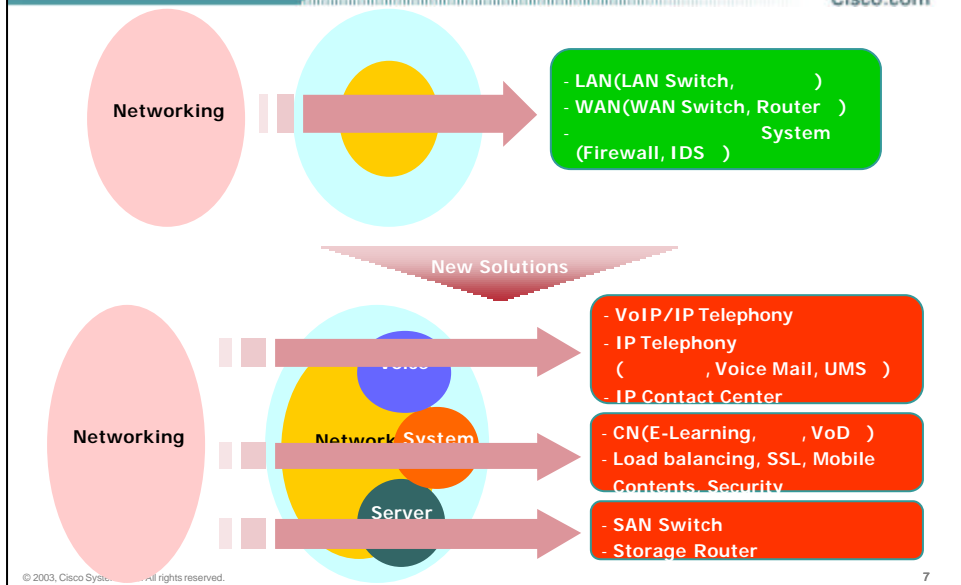 Cisco.com
Networking
- LAN(LAN Switch, )
- WAN(WAN Switch, Router )
- System
(Firewall, IDS )
New Solutions
- VoIP/IP Telephony
- IP Telephony
( , Voice Mail, UMS )
- IP Contact Center
Voice
Networking
Network System
- CN(E-Learning, , VoD )
- Load balancing, SSL, Mobile
Contents, Security
Server
- SAN Switch
- Storage Router
© 2003, Cisco Syste All rights reserved.
7